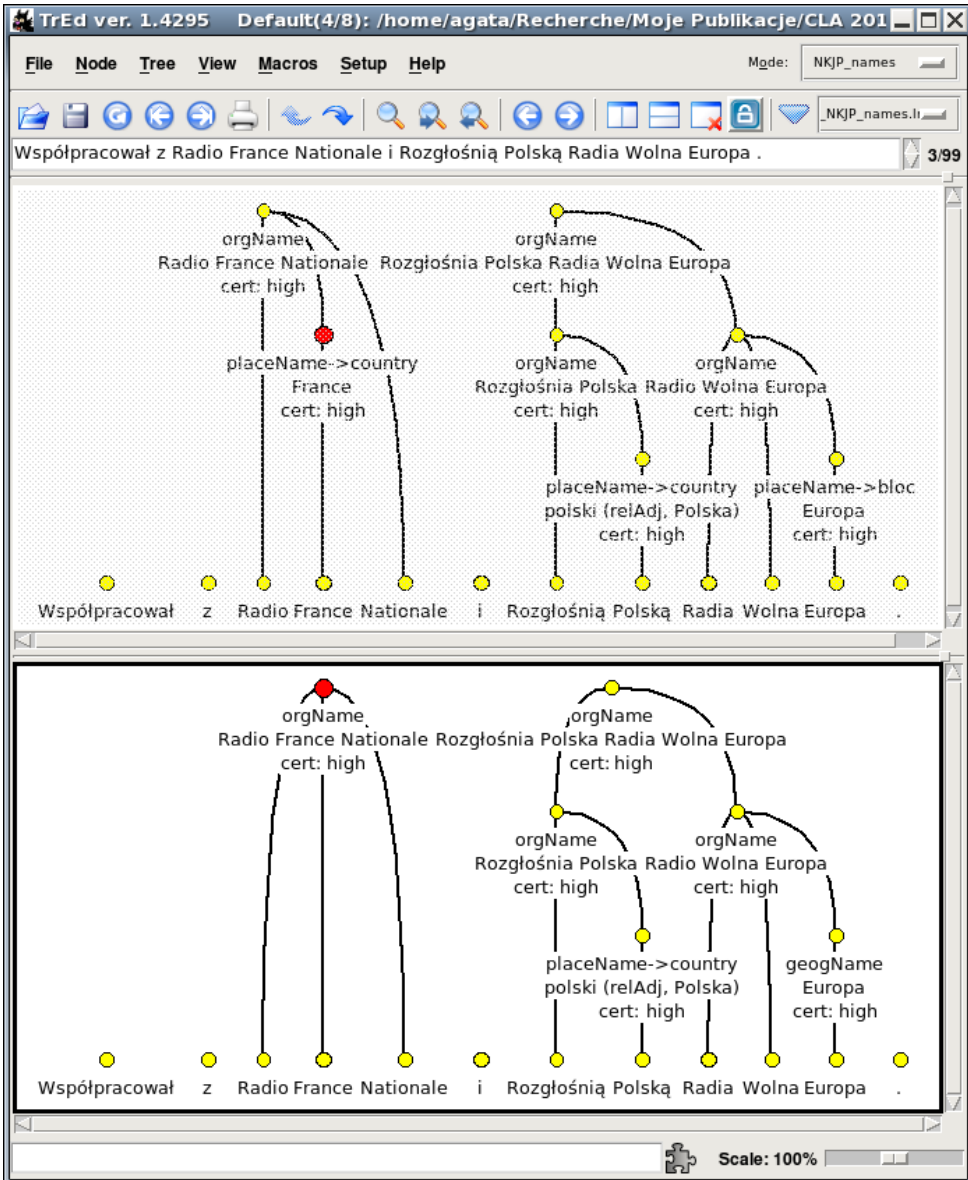 TrEd ver. 1.4295 Default(4/8): /home/agata/Recherche/Moje Publikacje/CLA 201
File Node Tree View Macros Setup Help Mode: NKJP_names
_NKJP_names.li
Współpracował z Radio France Nationale i Rozgłośnią Polską Radia Wolna Europa . 3/99
orgName orgName
Radio France Nationale Rozgłośnia Polska Radia Wolna Europa
cert: high cert: high
placeName->country orgName orgName
France Rozgłośnia Polska Radio Wolna Europa
cert: high cert: high cert: high
placeName->country placeName->bloc
polski (relAdj, Polska) Europa
cert: high cert: high
Współpracował z Radio France Nationale i Rozgłośnią Polską Radia Wolna Europa .
orgName orgName
Radio France Nationale Rozgłośnia Polska Radia Wolna Europa
cert: high cert: high
orgName orgName
Rozgłośnia Polska Radio Wolna Europa
cert: high cert: high
placeName->country geogName
polski (relAdj, Polska) Europa
cert: high cert: high
Współpracował z Radio France Nationale i Rozgłośnią Polską Radia Wolna Europa .
Scale: 100%